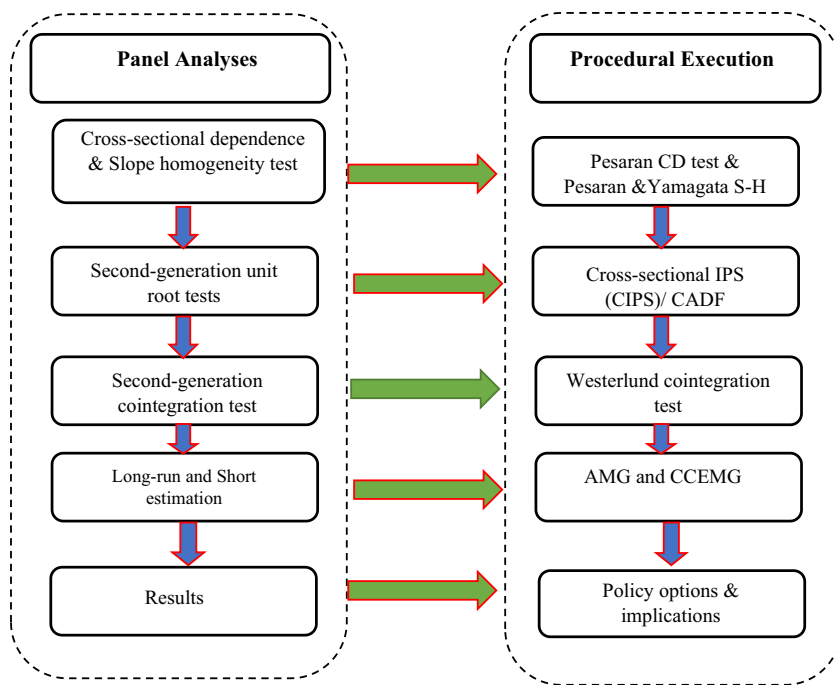 Panel Analyses
Cross-sectional dependence
& Slope homogeneity test
Second-generation unit
root tests
Second-generation
cointegration test
Long-run and Short
estimation
Results
Procedural Execution
Pesaran CD test &
Pesaran &Yamagata S-H
Cross-sectional IPS
(CIPS)/ CADF
Westerlund cointegration
test
AMG and CCEMG
Policy options &
implications